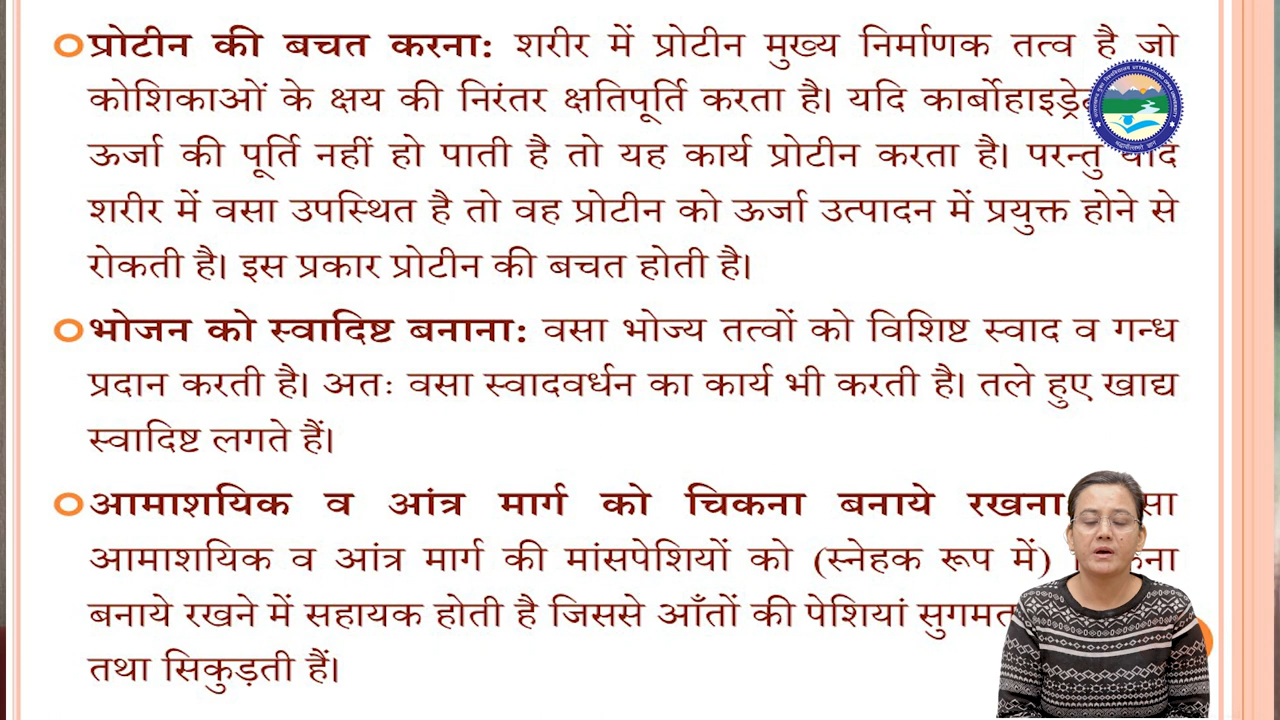 प्रोटीन की बचत करना: शरीर में प्रोटीन मुख्य निर्माणक तत्व है जो
कोशिकाओं के क्षय की निरंतर क्षतिपूर्ति करता है। यदि
ऊर्जा की पूर्ति नहीं हो पाती है तो यह कार्य प्रोटीन करता है। परन्तु
शरीर में वसा उपस्थित है तो वह प्रोटीन को ऊर्जा उत्पादन में प्रयुक्त होने से
रोकती है। इस प्रकार प्रोटीन की बचत होती है।
भोजन को स्वादिष्ट बनाना: वसा भोज्य तत्वों को विशिष्ट स्वाद व गन्ध
प्रदान करती है। अतः वसा स्वादवर्धन का कार्य भी करती है। तले हुए खाद्य
स्वादिष्ट लगते हैं।
आमाशयिक व आंत्र मार्ग को चिकना बनाये रखना
आमाशयिक व आंत्र मार्ग की मांसपेशियों को (स्नेहक रूप में)
बनाये रखने में सहायक होती है जिससे आँतों की पेशियां
तथा सिकुड़ती हैं।